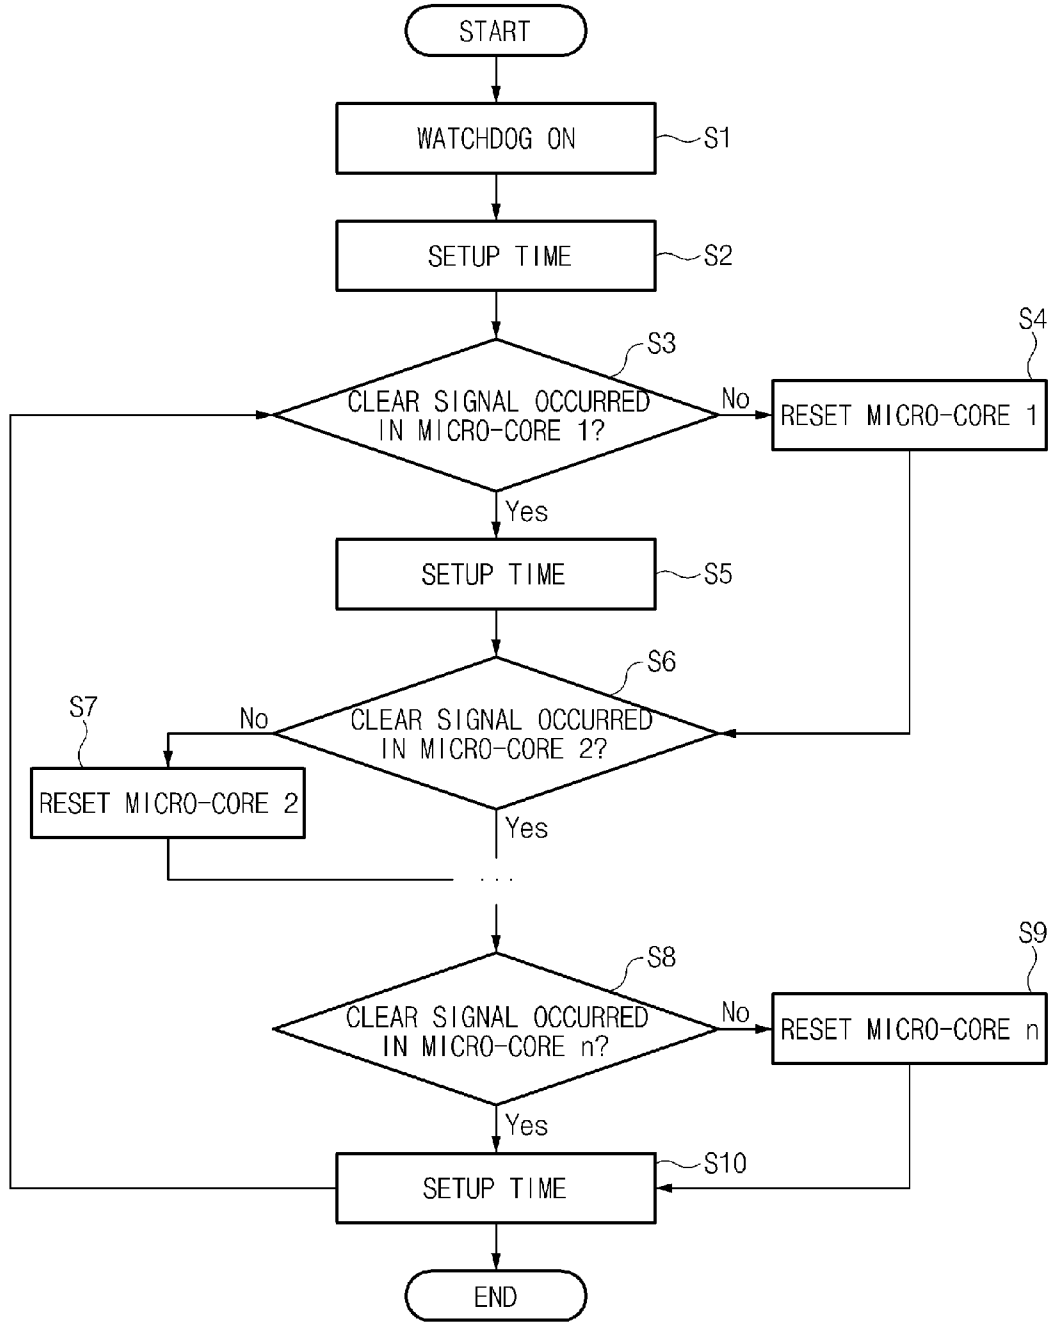 START
WATCHDOG ON
S1
SETUP TIME
S2
S3
CLEAR SIGNAL OCCURRED
IN MICRO-CORE 1?
No
S4
RESET MICRO-CORE 1
Yes
SETUP TIME
S5
S6
CLEAR SIGNAL OCCURRED
IN MICRO-CORE 2?
No
S7
RESET MICRO-CORE 2
Yes
...
S8
CLEAR SIGNAL OCCURRED
IN MICRO-CORE n?
No
S9
RESET MICRO-CORE n
Yes
SETUP TIME
S10
END